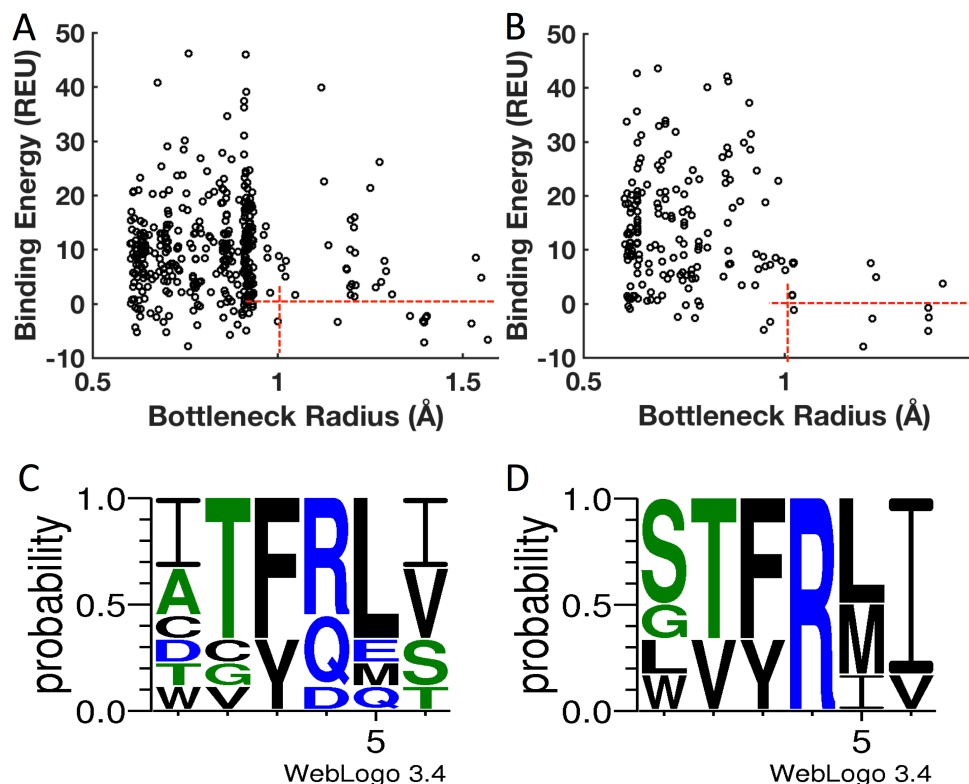 A
B
Binding Energy (REU)
50
40
30
20
10
0
-10
0.5
1
1.5
Bottleneck Radius (Å)
Binding Energy (REU)
50
40
30
20
10
0
-10
0.5
1
Bottleneck Radius (Å)
C
D
probability
1.0
0.5
0.0
I T F R L I
A C Y Q E V
C G D M S
D V Q T
T
W
5
WebLogo 3.4
probability
1.0
0.5
0.0
S T F R L I
G V Y M V
L I
W
5
WebLogo 3.4